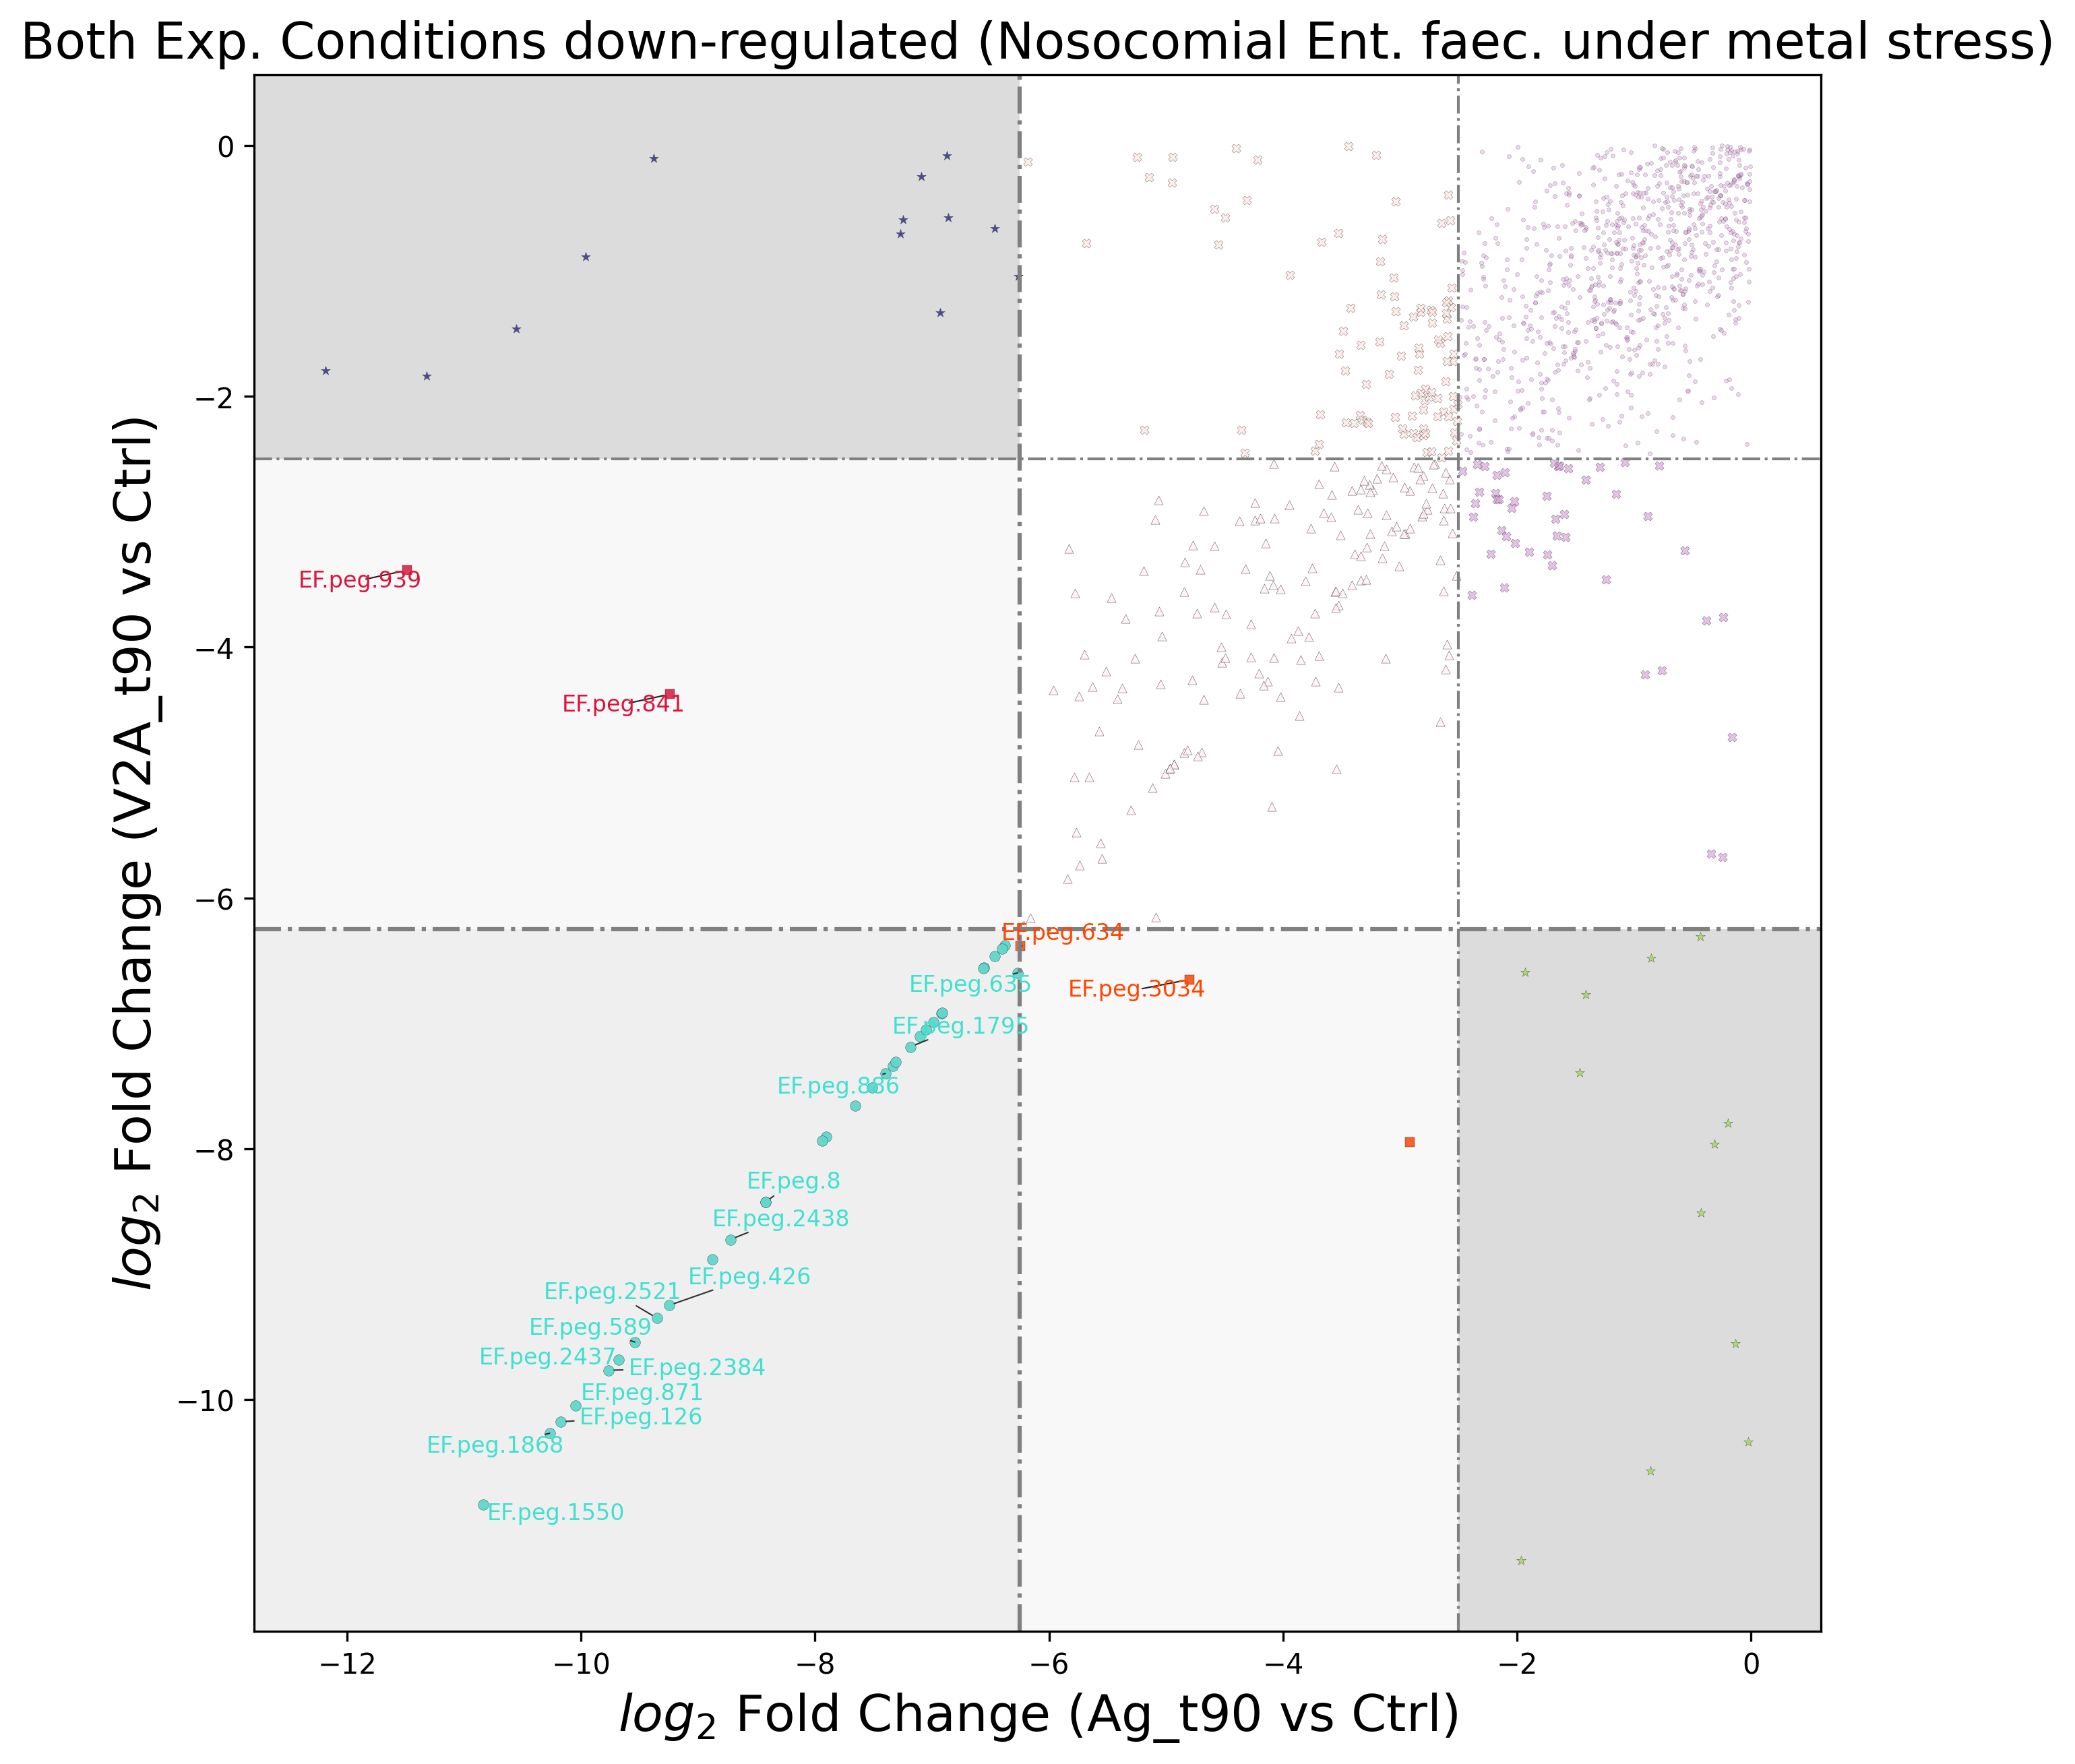 Both Exp. Conditions down-regulated (Nosocomial Ent. faec. under metal stress)
log2 Fold Change (V2A_t90 vs Ctrl)
0
−2
−4
−6
−8
−10
EF.peg.939
EF.peg.841
EF.peg.634
EF.peg.635
EF.peg.3034
EF.peg.1795
EF.peg.886
EF.peg.8
EF.peg.2438
EF.peg.426
EF.peg.2521
EF.peg.589
EF.peg.2437
EF.peg.2384
EF.peg.871
EF.peg.126
EF.peg.1868
EF.peg.1550
−12 −10 −8 −6 −4 −2 0
log2 Fold Change (Ag_t90 vs Ctrl)